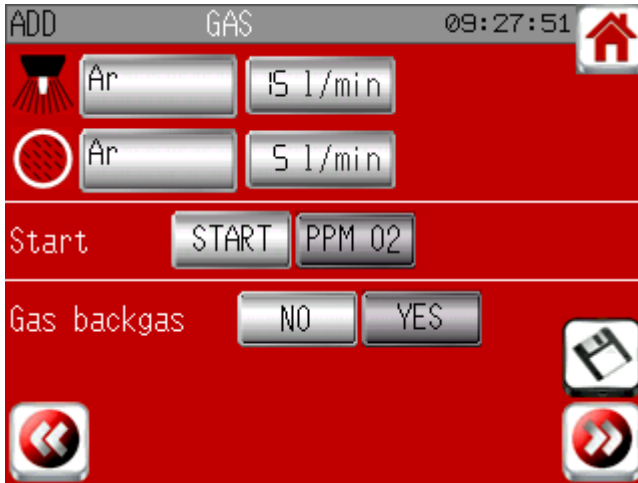 ADD GAS 09:27:51
Ar 15 l/min
Ar 5 l/min
Start START PPM O2
Gas backgas NO YES